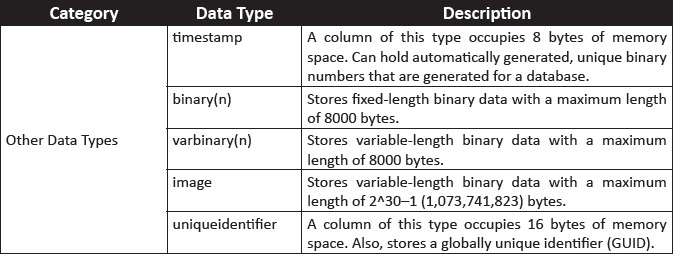 Category Data Type Description
Other Data Types
timestamp A column of this type occupies 8 bytes of memory
space. Can hold automatically generated, unique binary
numbers that are generated for a database.
binary(n) Stores fixed-length binary data with a maximum length
of 8000 bytes.
varbinary(n) Stores variable-length binary data with a maximum
length of 8000 bytes.
image Stores variable-length binary data with a maximum
length of 2^30–1 (1,073,741,823) bytes.
uniqueidentifier A column of this type occupies 16 bytes of memory
space. Also, stores a globally unique identifier (GUID).